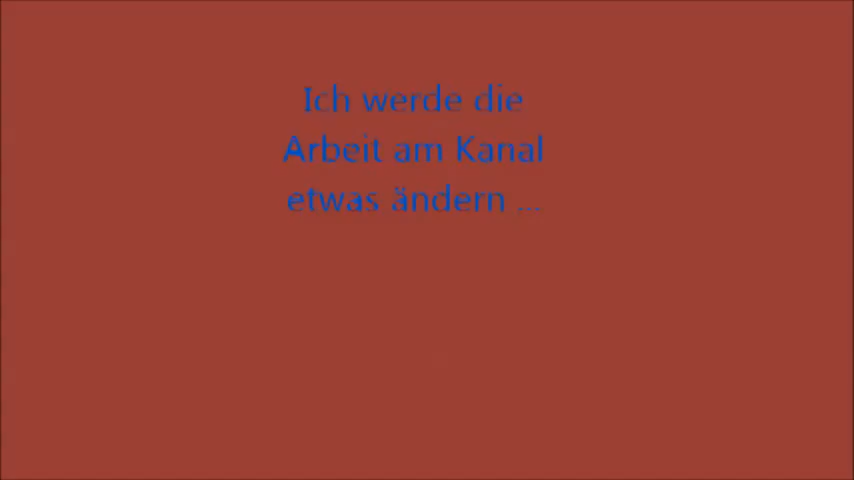 Ich werde die
Arbeit am Kanal
etwas ändern ...